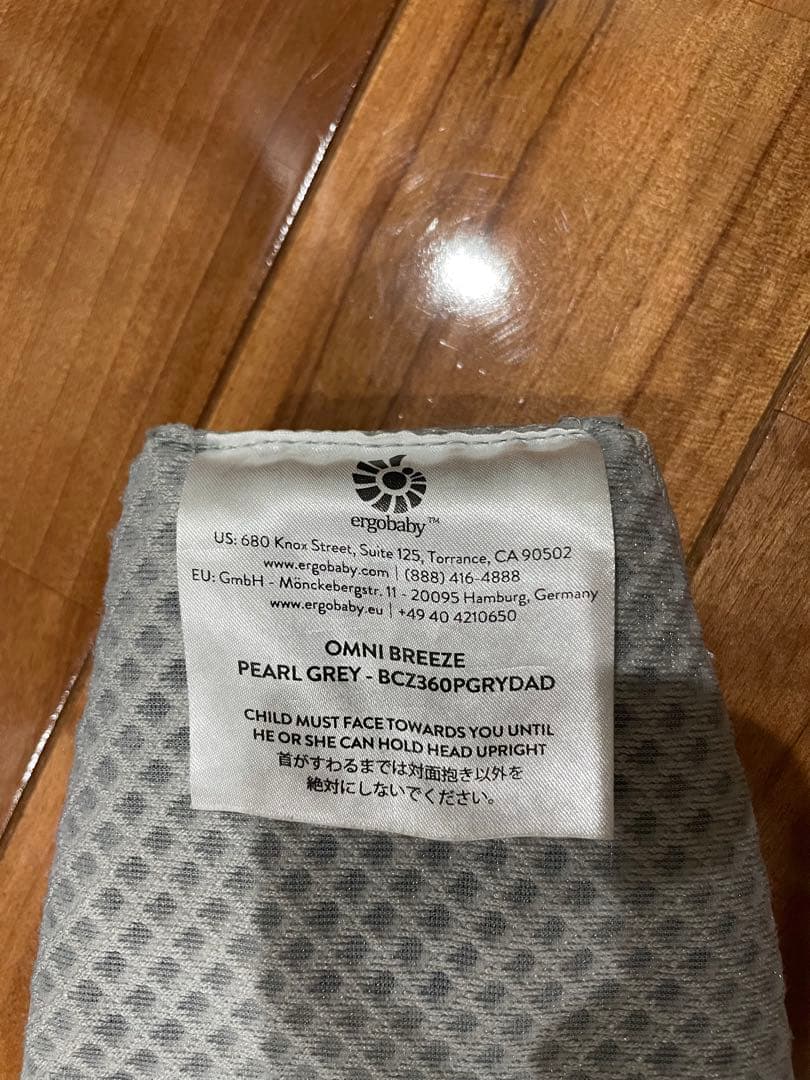 ergobaby™
US: 680 Knox Street, Suite 125, Torrance, CA 90502
www.ergobaby.com | (888) 416-4888
EU: GmbH - Mönckebergstr. 11 - 20095 Hamburg, Germany
www.ergobaby.eu | +49 40 4210650
OMNI BREEZE
PEARL GREY - BCZ360PGRYDAD
CHILD MUST FACE TOWARDS YOU UNTIL
HE OR SHE CAN HOLD HEAD UPRIGHT
首がすわるまでは対面抱き以外を
絶対にしないでください。